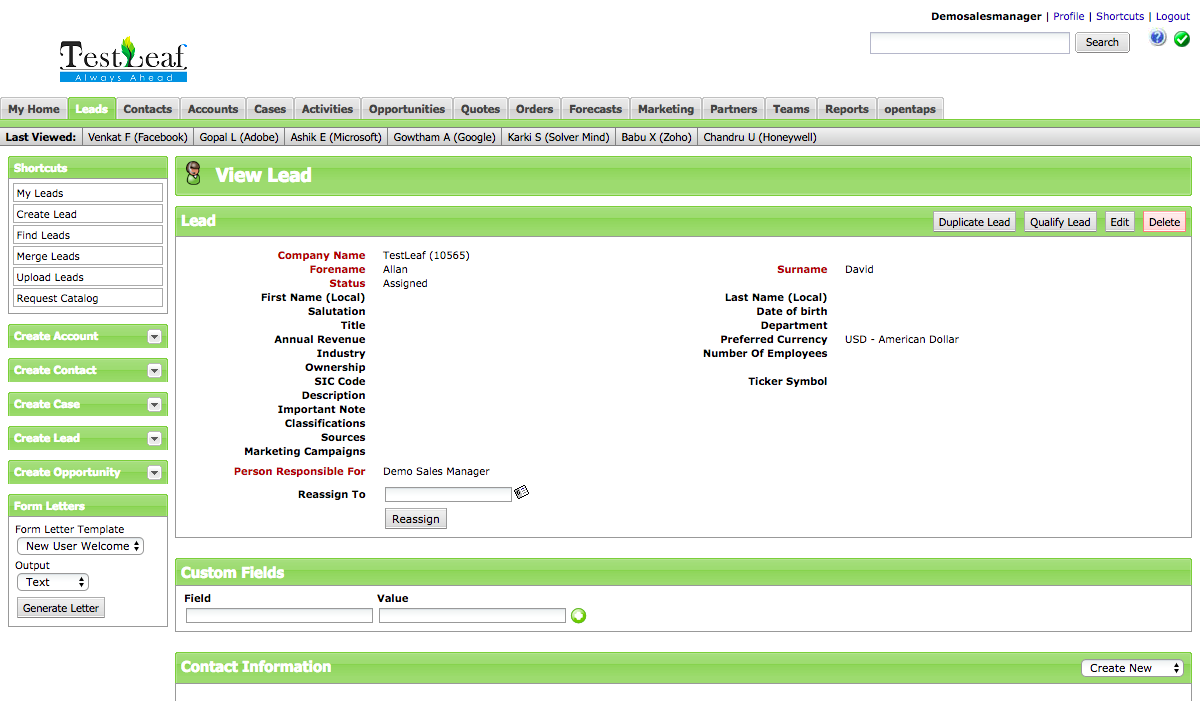 Demosalesmanager | Profile | Shortcuts | Logout
TestLeaf
Always Ahead
Search
My Home Leads Contacts Accounts Cases Activities Opportunities Quotes Orders Forecasts Marketing Partners Teams Reports opentaps
Last Viewed: Venkat F (Facebook) Gopal L (Adobe) Ashik E (Microsoft) Gowtham A (Google) Karki S (Solver Mind) Babu X (Zoho) Chandru U (Honeywell)
Shortcuts
My Leads
Create Lead
Find Leads
Merge Leads
Upload Leads
Request Catalog
Create Account
Create Contact
Create Case
Create Lead
Create Opportunity
Form Letters
Form Letter Template
New User Welcome
Output
Text
Generate Letter
View Lead
Lead Duplicate Lead Qualify Lead Edit Delete
Company Name TestLeaf (10565)
Forename Allan Surname David
Status Assigned
First Name (Local) Last Name (Local)
Salutation Date of birth
Title Department
Annual Revenue Preferred Currency USD - American Dollar
Industry Number Of Employees
Ownership
SIC Code Ticker Symbol
Description
Important Note
Classifications
Sources
Marketing Campaigns
Person Responsible For Demo Sales Manager
Reassign To
Reassign
Custom Fields
Field Value
Contact Information Create New